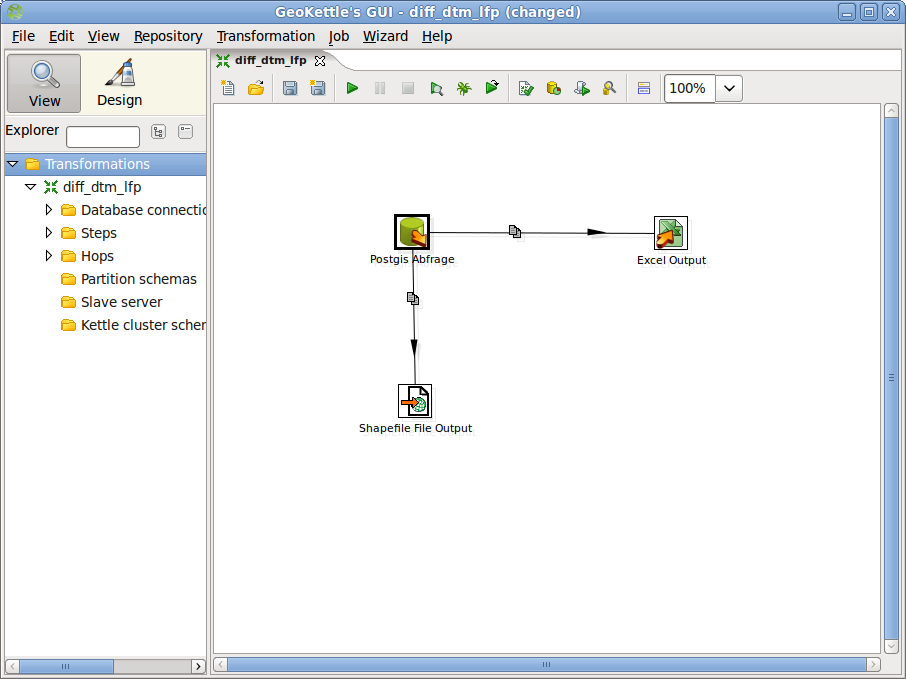 GeoKettle's GUI - diff_dtm_lfp (changed)
File Edit View Repository Transformation Job Wizard Help
View Design
diff_dtm_lfp
100%
Explorer
Transformations
diff_dtm_lfp
Database connectic
Steps
Hops
Partition schemas
Slave server
Kettle cluster scher
Postgis Abfrage
Excel Output
Shapefile File Output